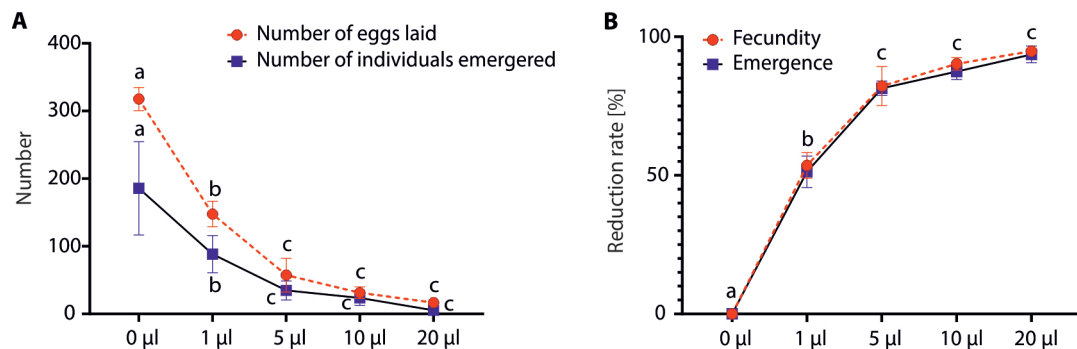 A
Number of eggs laid
Number of individuals emergered
400
300
200
100
0
Number
a
a
b
b
c
c
c
c
c
c
0 µl
1 µl
5 µl
10 µl
20 µl
B
Fecundity
Emergence
100
50
0
Reduction rate [%]
a
b
c
c
c
0 µl
1 µl
5 µl
10 µl
20 µl